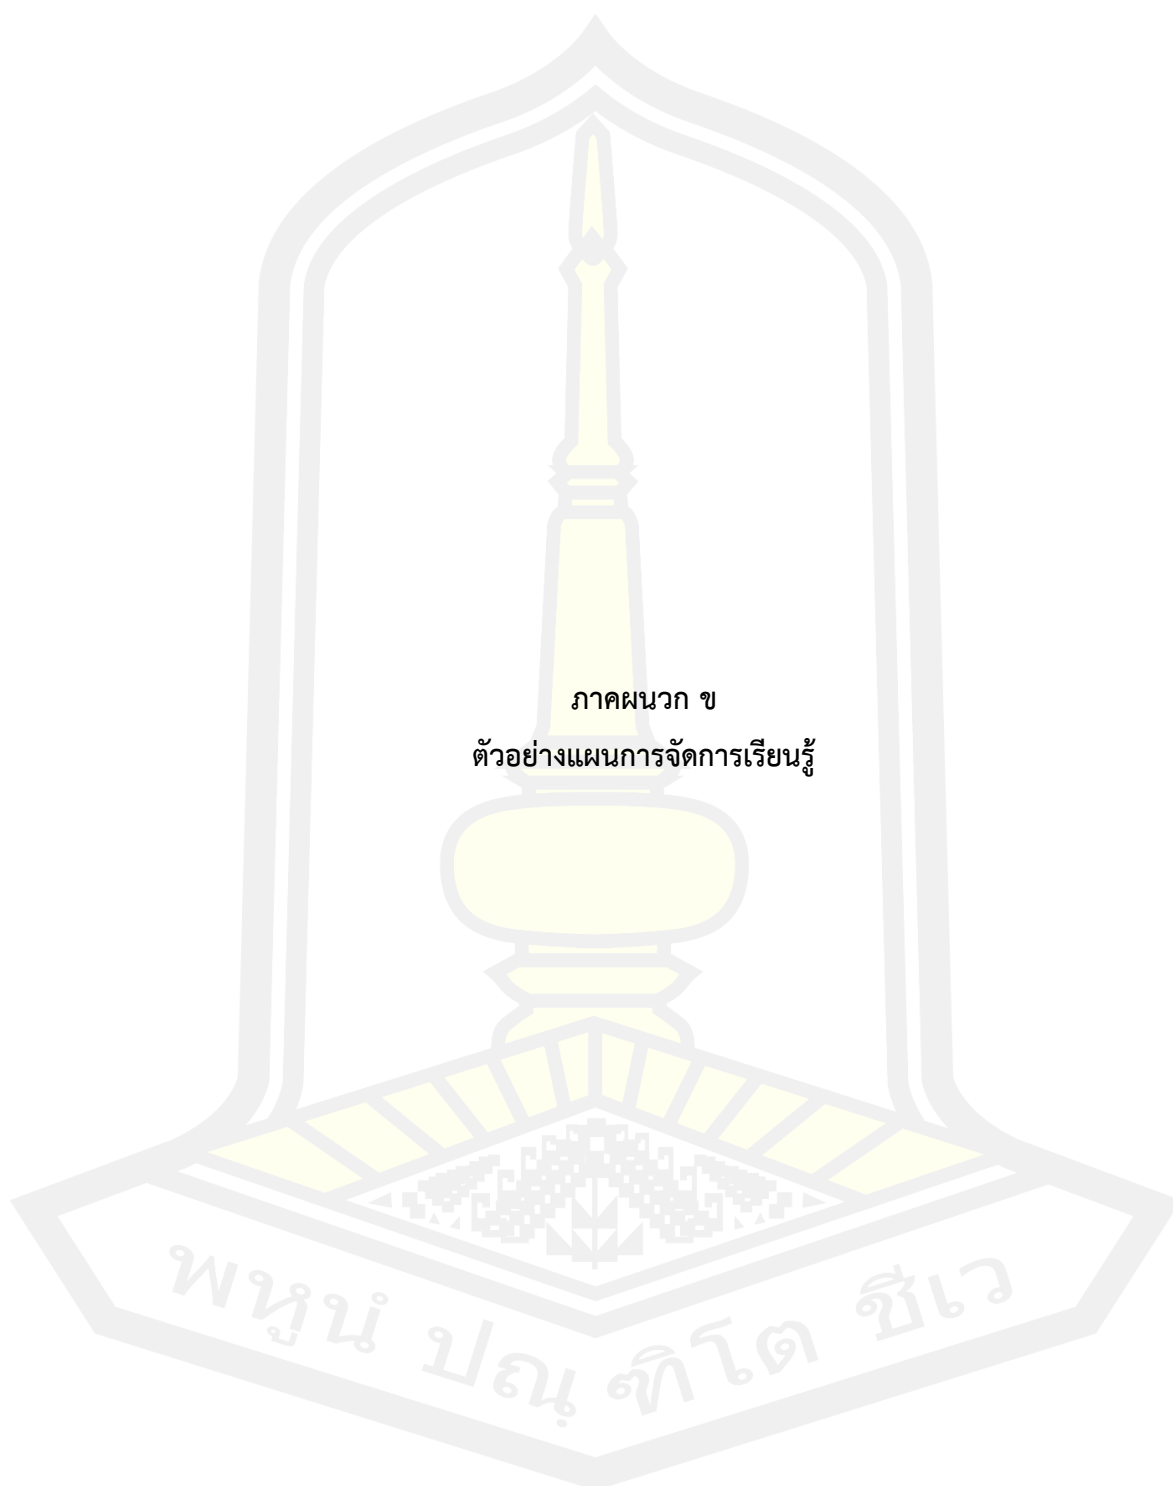 ภาคผนวก ข
ตัวอย่างแผนการจัดการเรียนรู้
พหูนํ ปณฺฑิโต ชีเว